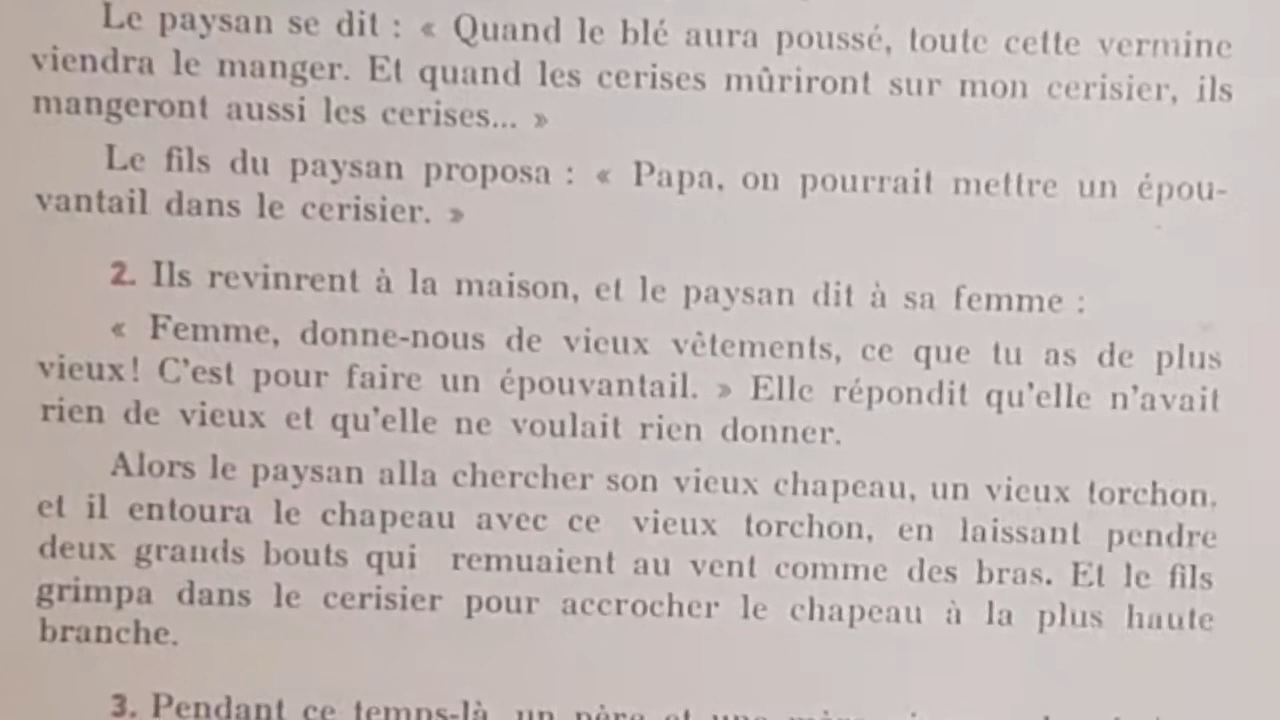 Le paysan se dit : « Quand le blé aura poussé, toute cette vermine
viendra le manger. Et quand les cerises mûriront sur mon cerisier, ils
mangeront aussi les cerises... »
Le fils du paysan proposa : « Papa, on pourrait mettre un épou-
vantail dans le cerisier. »
2. Ils revinrent à la maison, et le paysan dit à sa femme :
« Femme, donne-nous de vieux vêtements, ce que tu as de plus
vieux! C'est pour faire un épouvantail. » Elle répondit qu'elle n'avait
rien de vieux et qu'elle ne voulait rien donner.
Alors le paysan alla chercher son vieux chapeau, un vieux torchon,
et il entoura le chapeau avec ce vieux torchon, en laissant pendre
deux grands bouts qui remuaient au vent comme des bras. Et le fils
grimpa dans le cerisier pour accrocher le chapeau à la plus haute
branche.
3. Pendant ce temps-là un père et une